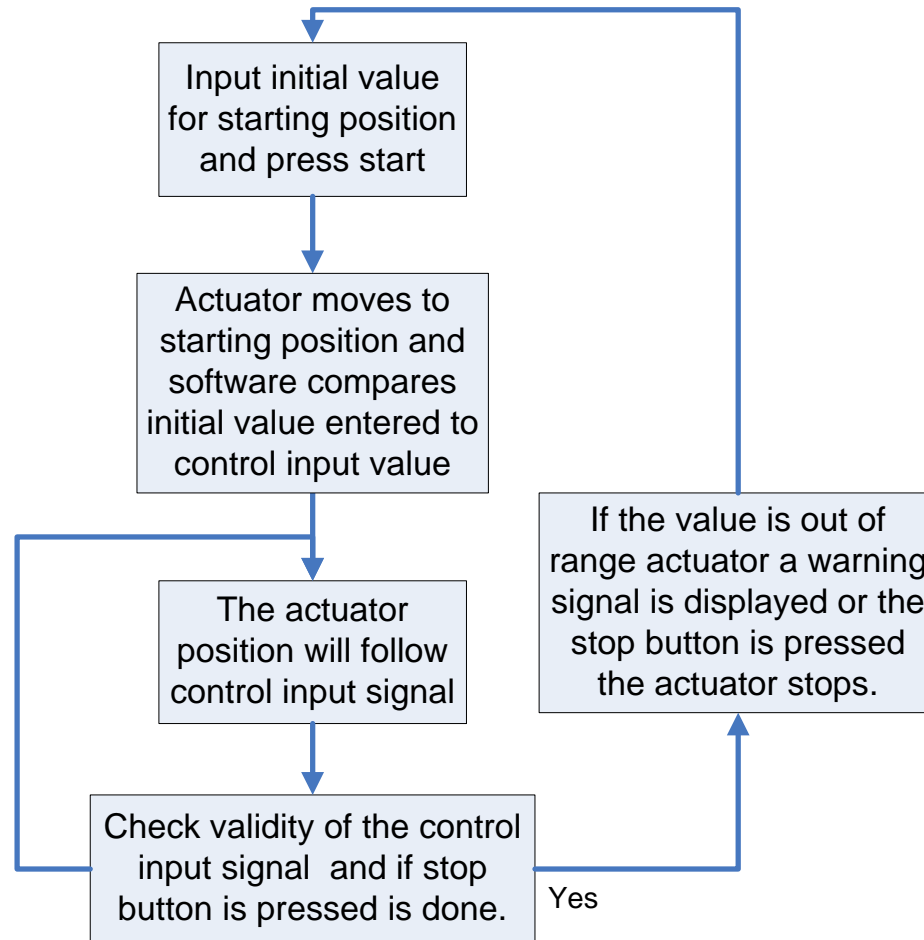 Input initial value
for starting position
and press start
Actuator moves to
starting position and
software compares
initial value entered to
control input value
The actuator
position will follow
control input signal
Check validity of the control
input signal  and if stop
button is pressed is done.
Yes
If the value is out of
range actuator a warning
signal is displayed or the
stop button is pressed
the actuator stops.